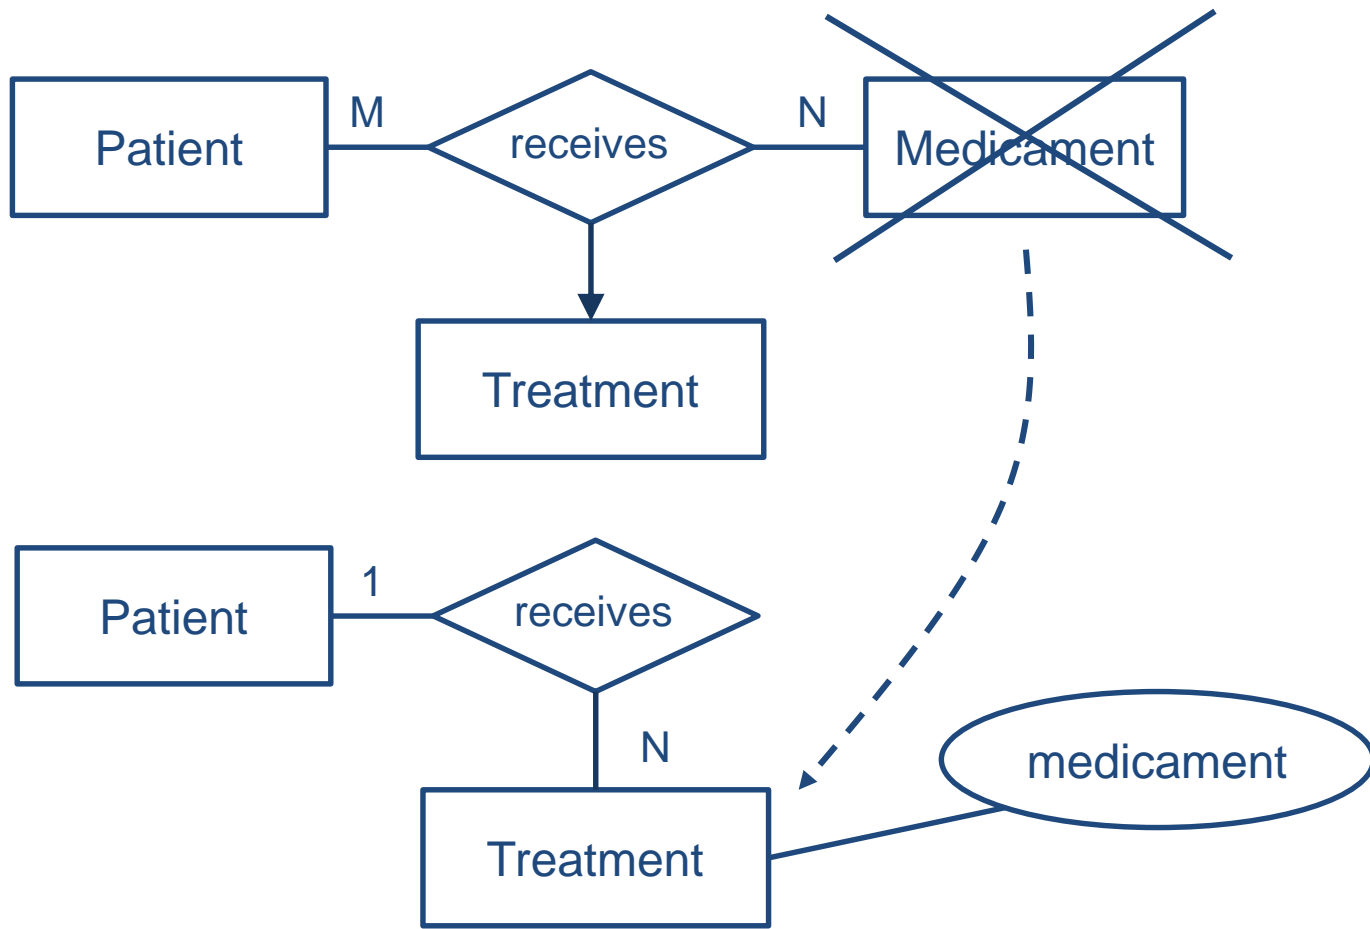 Patient
M
receives
N
Medicament
Treatment
Patient
1
receives
N
Treatment
medicament